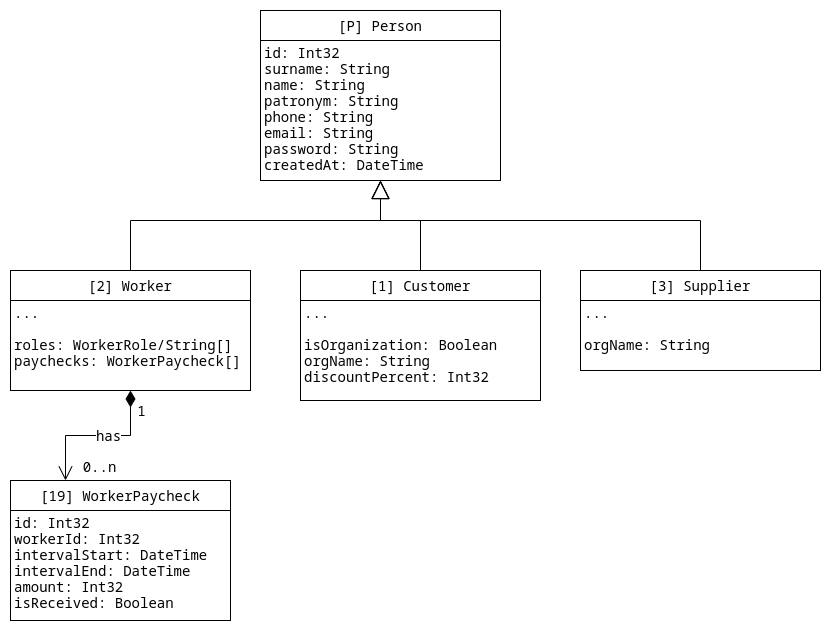 [P] Person
id: Int32
surname: String
name: String
patronym: String
phone: String
email: String
password: String
createdAt: DateTime
[2] Worker
...
roles: WorkerRole/String[]
paychecks: WorkerPaycheck[]
[1] Customer
...
isOrganization: Boolean
orgName: String
discountPercent: Int32
[3] Supplier
...
orgName: String
1
has
0..n
[19] WorkerPaycheck
id: Int32
workerId: Int32
intervalStart: DateTime
intervalEnd: DateTime
amount: Int32
isReceived: Boolean